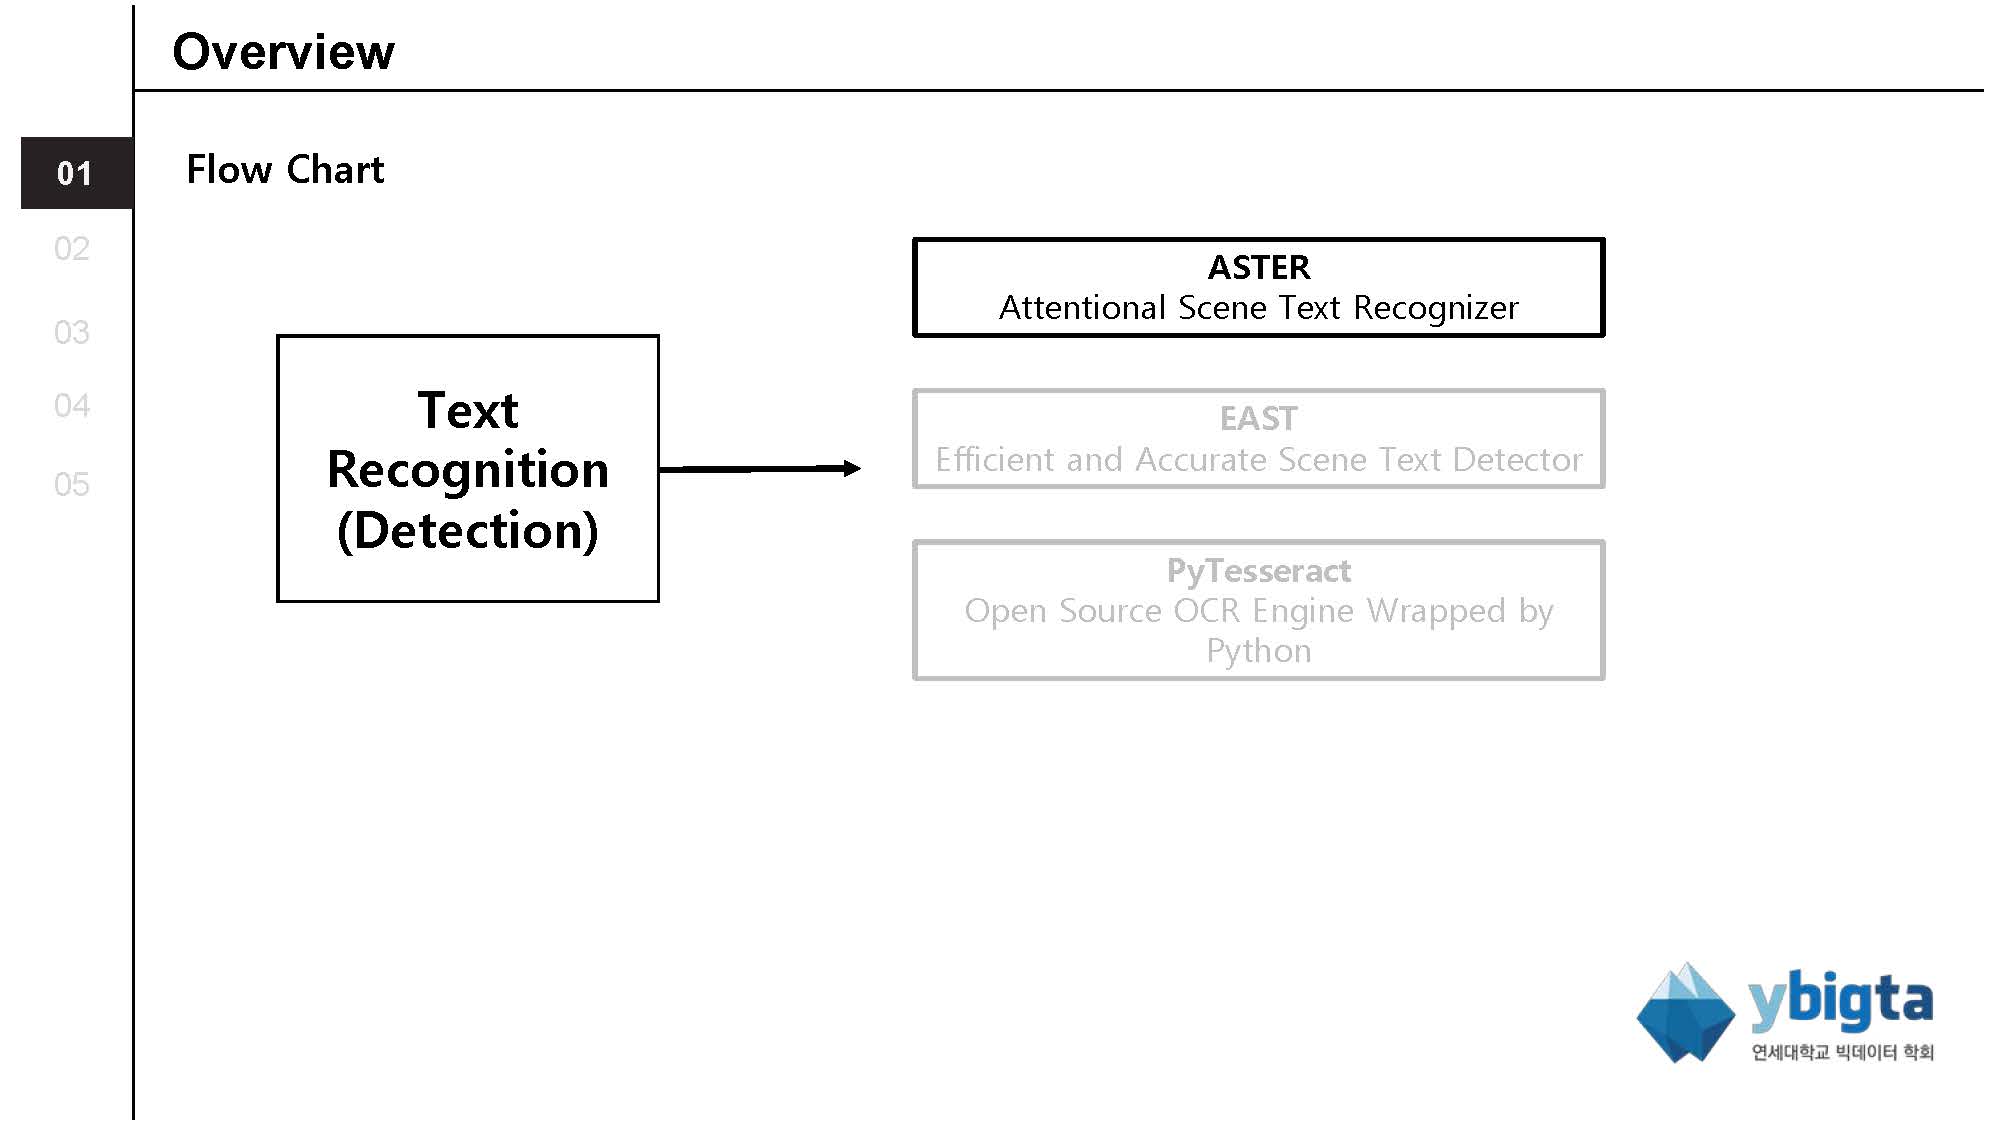 Overview
01
Flow Chart
02
03
04
05
Text
Recognition
(Detection)
ASTER
Attentional Scene Text Recognizer
EAST
Efficient and Accurate Scene Text Detector
PyTesseract
Open Source OCR Engine Wrapped by
Python
ybigta
연세대학교 빅데이터 학회